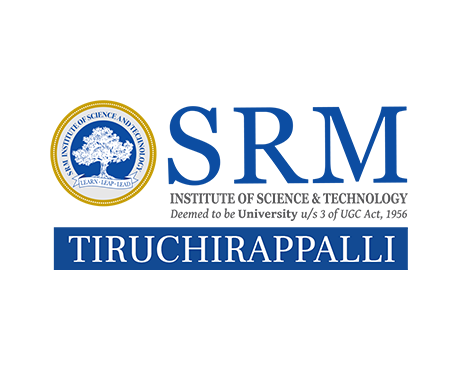 SRM INSTITUTE OF SCIENCE AND TECHNOLOGY
LEARN · LEAP · LEAD
SRM
INSTITUTE OF SCIENCE & TECHNOLOGY
Deemed to be University u/s 3 of UGC Act, 1956
TIRUCHIRAPPALLI